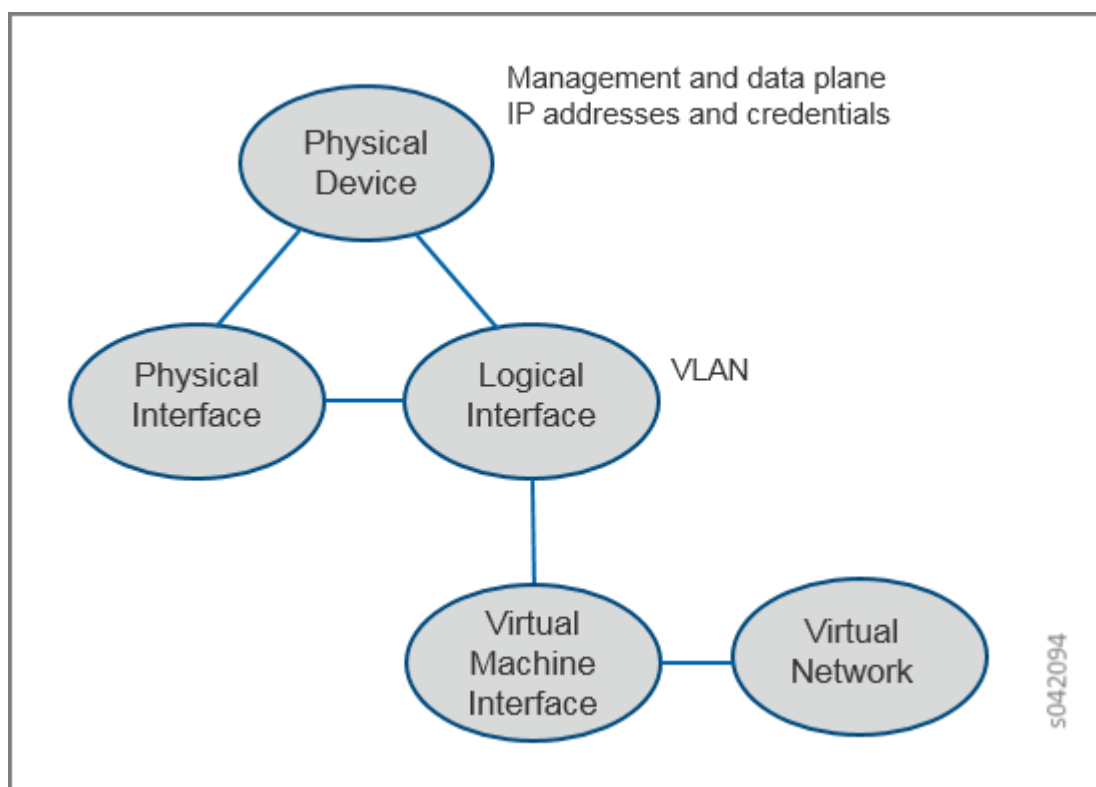 Management and data plane
IP addresses and credentials
Physical
Device
Physical
Interface
Logical
Interface
VLAN
Virtual
Machine
Interface
Virtual
Network
s042094